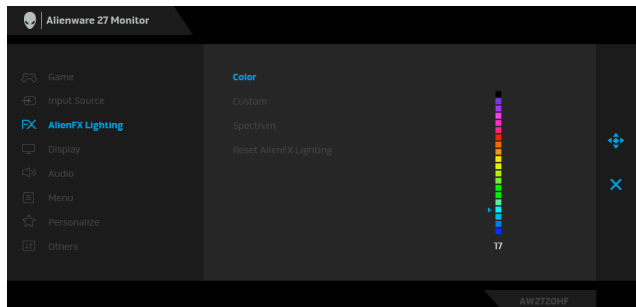 Alienware 27 Monitor
Game
Input Source
AlienFX Lighting
Display
Audio
Menu
Personalize
Others
Color
Custom
Spectrum
Reset AlienFX Lighting
17
AW2720HF